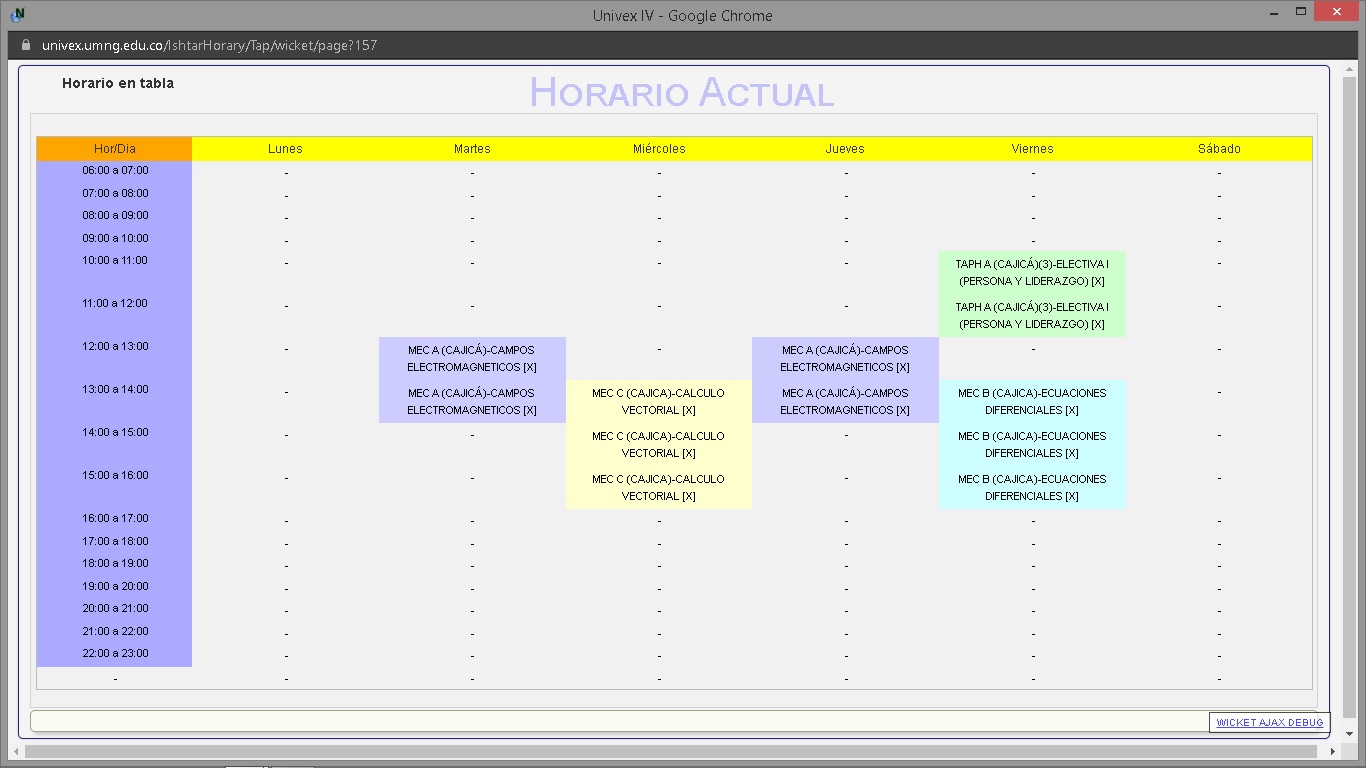 Univex IV - Google Chrome
univex.umng.edu.co/IshtarHorary/Tap/wicket/page?157
Horario en tabla
HORARIO ACTUAL
Hor/Dia Lunes Martes Miércoles Jueves Viernes Sábado
06:00 a 07:00 - - - - - -
07:00 a 08:00 - - - - - -
08:00 a 09:00 - - - - - -
09:00 a 10:00 - - - - - -
10:00 a 11:00 - - - - TAPH A (CAJICÁ)(3)-ELECTIVA I -
(PERSONA Y LIDERAZGO) [X]
11:00 a 12:00 - - - - TAPH A (CAJICÁ)(3)-ELECTIVA I -
(PERSONA Y LIDERAZGO) [X]
12:00 a 13:00 - MEC A (CAJICÁ)-CAMPOS - MEC A (CAJICÁ)-CAMPOS - -
ELECTROMAGNETICOS [X] ELECTROMAGNETICOS [X]
13:00 a 14:00 - MEC A (CAJICÁ)-CAMPOS MEC C (CAJICA)-CALCULO MEC A (CAJICÁ)-CAMPOS MEC B (CAJICA)-ECUACIONES -
ELECTROMAGNETICOS [X] VECTORIAL [X] ELECTROMAGNETICOS [X] DIFERENCIALES [X]
14:00 a 15:00 - - MEC C (CAJICA)-CALCULO - MEC B (CAJICA)-ECUACIONES -
VECTORIAL [X] DIFERENCIALES [X]
15:00 a 16:00 - - MEC C (CAJICA)-CALCULO - MEC B (CAJICA)-ECUACIONES -
VECTORIAL [X] DIFERENCIALES [X]
16:00 a 17:00 - - - - - -
17:00 a 18:00 - - - - - -
18:00 a 19:00 - - - - - -
19:00 a 20:00 - - - - - -
20:00 a 21:00 - - - - - -
21:00 a 22:00 - - - - - -
22:00 a 23:00 - - - - - -
- - - - - - -
WICKET AJAX DEBUG